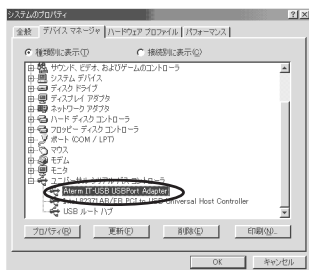 システムのプロパティ
全般 デバイス マネージャ ハードウェア プロファイル パフォーマンス
種類別に表示(T) 接続別に表示(C)
サウンド、ビデオ、およびゲームのコントローラ
システム デバイス
ディスク ドライブ
ディスプレイ アダプタ
ネットワーク アダプタ
ハード ディスク コントローラ
フロッピー ディスク コントローラ
ポート (COM / LPT)
マウス
モデム
モニタ
ユニバーサル シリアル バス コントローラ
Aterm IT-USB USBPort Adapter
Intel 82371AB/EB PCI to USB Universal Host Controller
USB ルート ハブ
プロパティ(R) 更新(F) 削除(E) 印刷(N)...
OK キャンセル